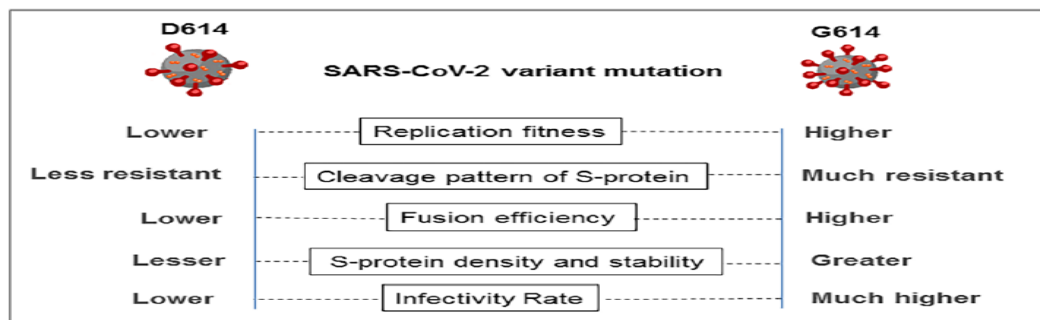 D614
G614
SARS-CoV-2 variant mutation
Lower Replication fitness Higher
Less resistant Cleavage pattern of S-protein Much resistant
Lower Fusion efficiency Higher
Lesser S-protein density and stability Greater
Lower Infectivity Rate Much higher